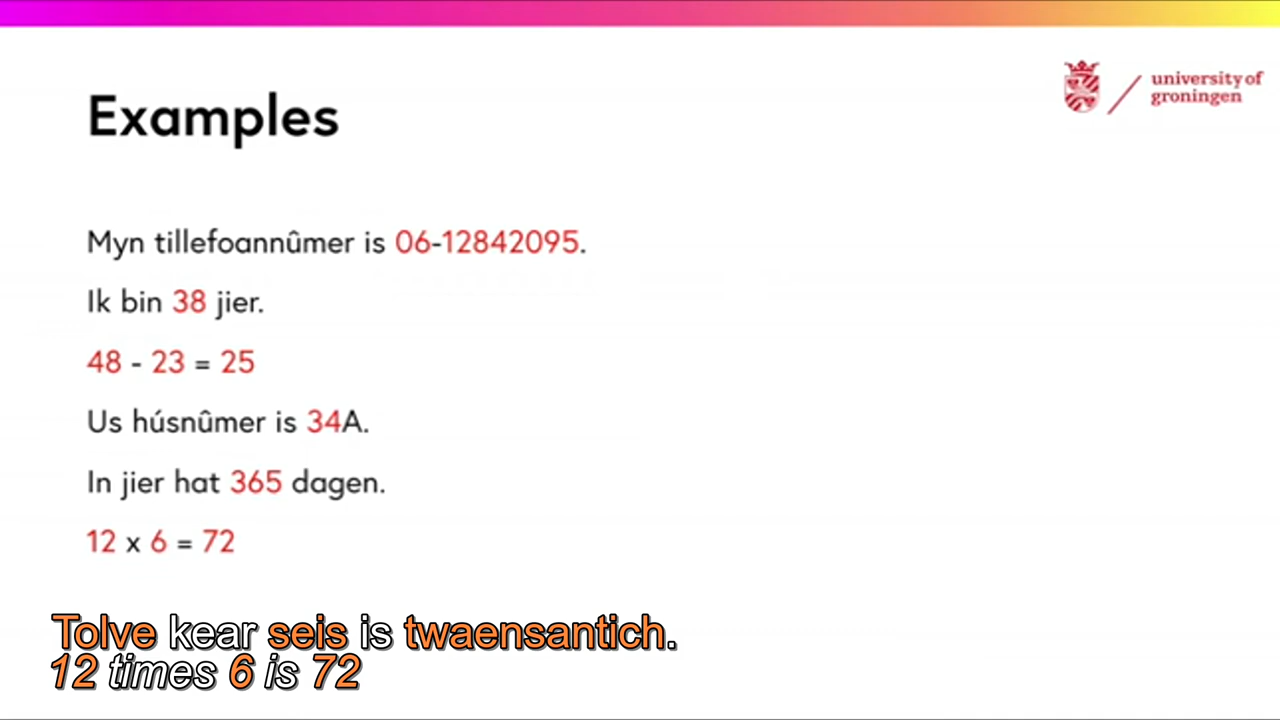 university of
groningen
Examples
Myn tillefoannûmer is 06-12842095.
Ik bin 38 jier.
48 - 23 = 25
Us húsnûmer is 34A.
In jier hat 365 dagen.
12 x 6 = 72
Tolve kear seis is twaensantich.
12 times 6 is 72